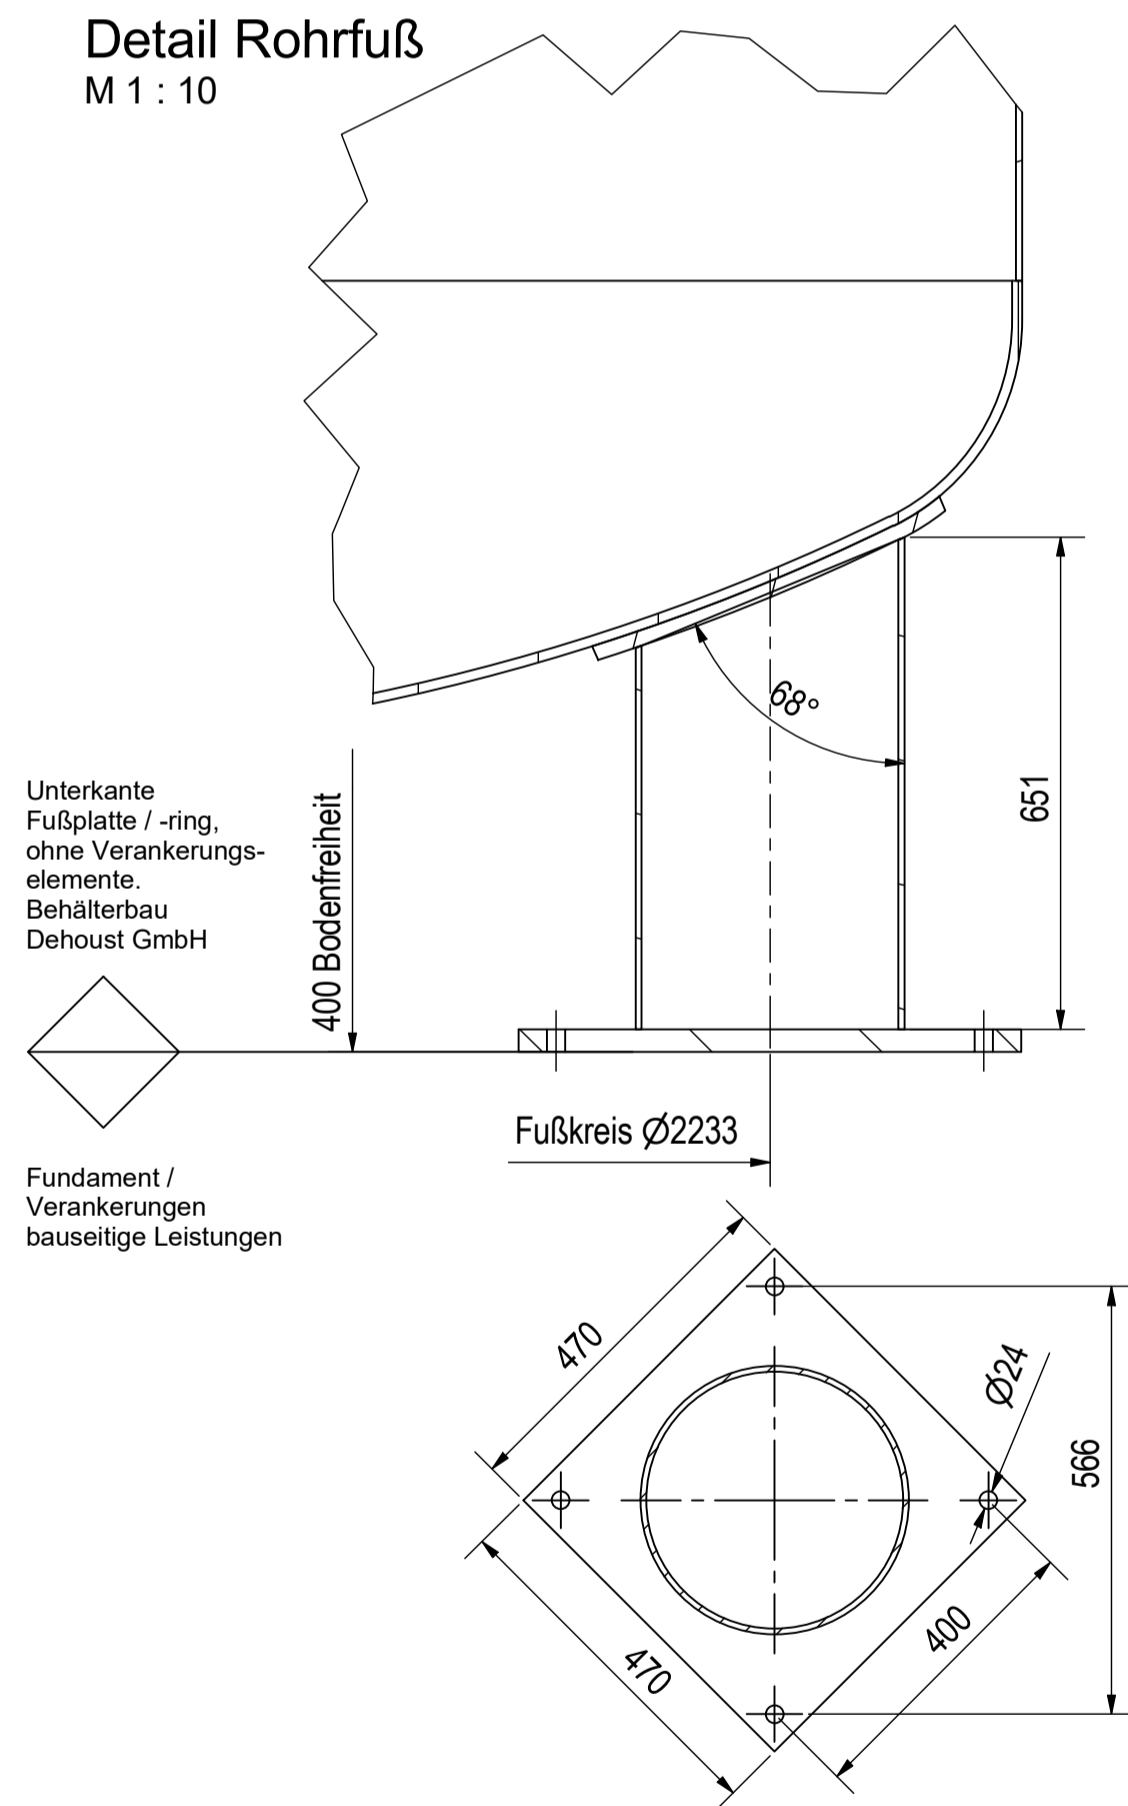 Detail Rohrfuß
M 1 : 10
68°
651
Unterkante
Fußplatte / -ring,
ohne Verankerungs-
elemente.
Behälterbau
Dehoust GmbH
400 Bodenfreiheit
Fußkreis Ø2233
Fundament /
Verankerungen
bauseitige Leistungen
470
Ø24
566
470
400